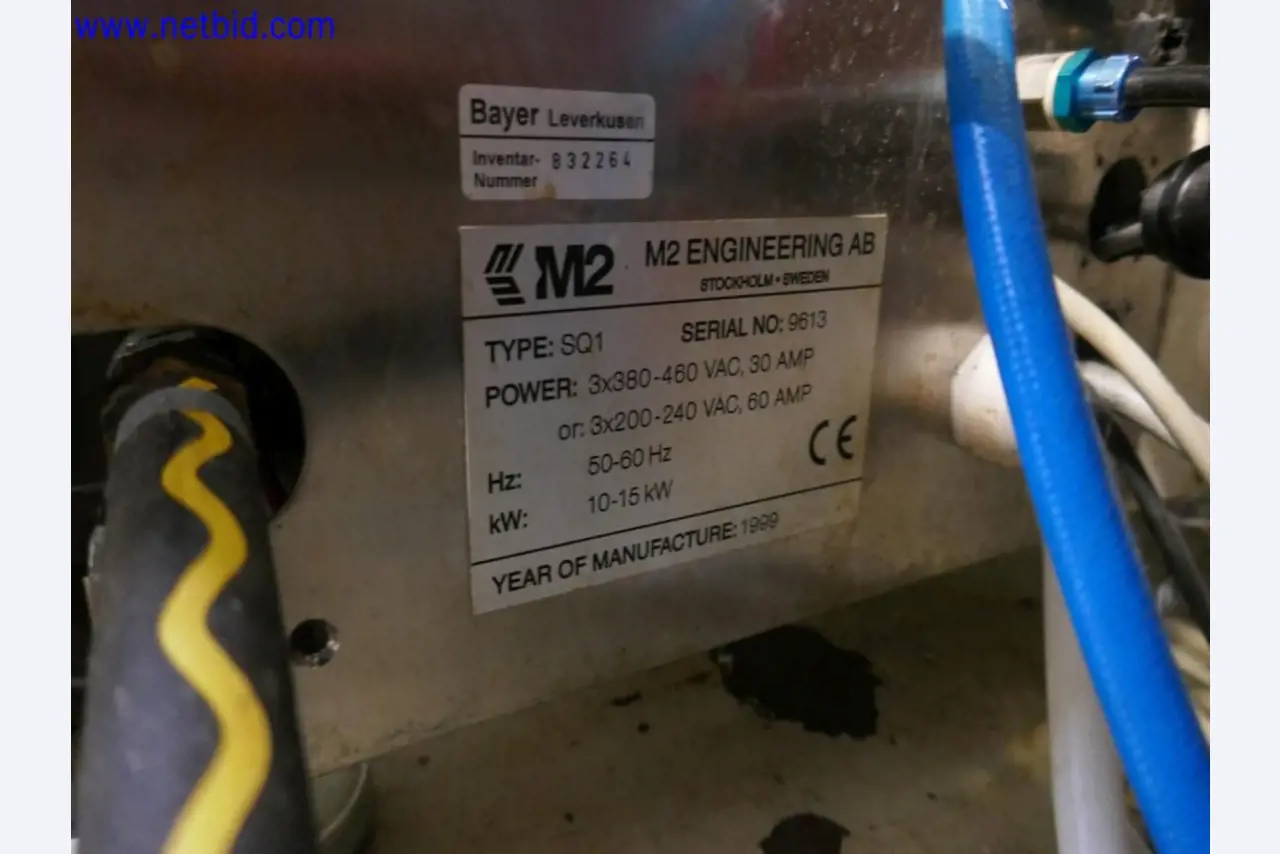 www.netbid.com
Bayer Leverkusen
Inventar- 832264
Nummer
M2
M2 ENGINEERING AB
STOCKHOLM • SWEDEN
TYPE: SQ1 SERIAL NO: 9613
POWER: 3x380-460 VAC, 30 AMP
or: 3x200-240 VAC, 60 AMP
Hz: 50-60 Hz
kW: 10-15 kW
CE
YEAR OF MANUFACTURE: 1999